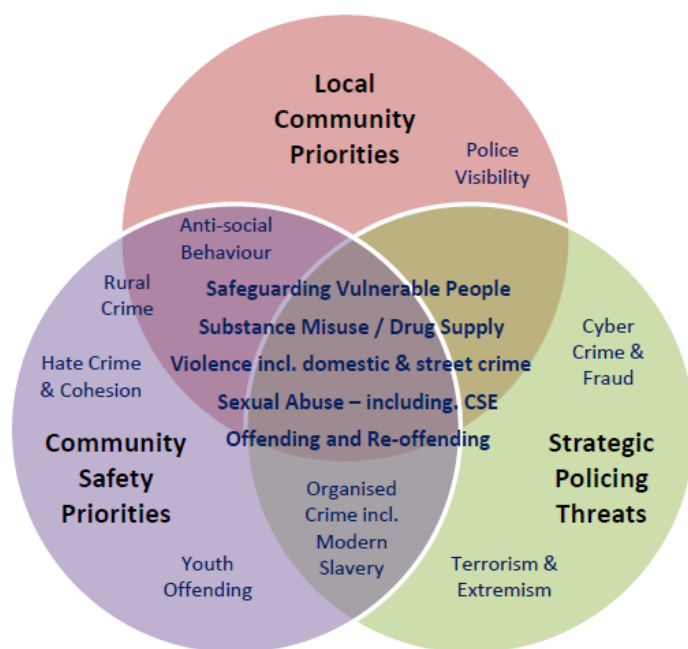 Local
Community
Priorities
Police
Visibility
Anti-social
Behaviour
Rural
Crime
Safeguarding Vulnerable People
Substance Misuse / Drug Supply
Cyber
Crime &
Fraud
Hate Crime
& Cohesion
Violence incl. domestic & street crime
Sexual Abuse – including. CSE
Offending and Re-offending
Community
Safety
Priorities
Strategic
Policing
Threats
Organised
Crime incl.
Modern
Slavery
Youth
Offending
Terrorism &
Extremism